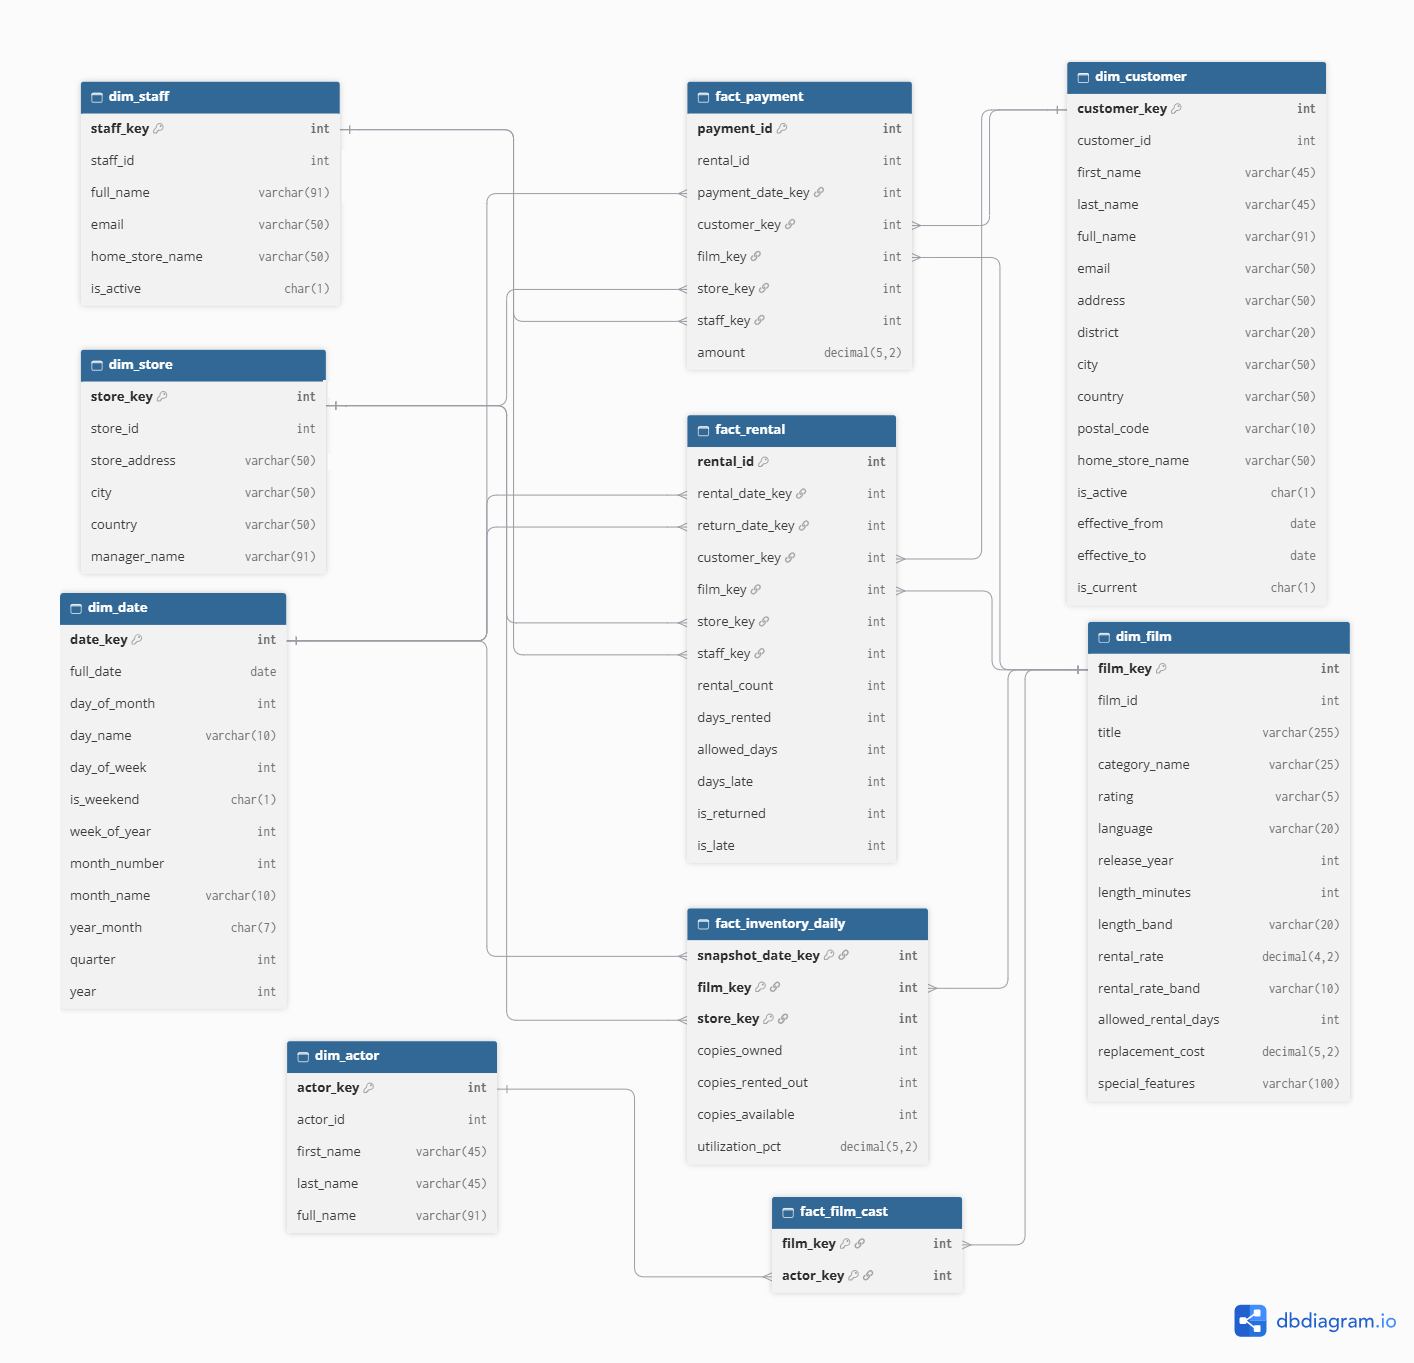 dim_staff
staff_key int
staff_id int
full_name varchar(91)
email varchar(50)
home_store_name varchar(50)
is_active char(1)
dim_store
store_key int
store_id int
store_address varchar(50)
city varchar(50)
country varchar(50)
manager_name varchar(91)
dim_date
date_key int
full_date date
day_of_month int
day_name varchar(10)
day_of_week int
is_weekend char(1)
week_of_year int
month_number int
month_name varchar(10)
year_month char(7)
quarter int
year int
dim_actor
actor_key int
actor_id int
first_name varchar(45)
last_name varchar(45)
full_name varchar(91)
fact_payment
payment_id int
rental_id int
payment_date_key int
customer_key int
film_key int
store_key int
staff_key int
amount decimal(5,2)
fact_rental
rental_id int
rental_date_key int
return_date_key int
customer_key int
film_key int
store_key int
staff_key int
rental_count int
days_rented int
allowed_days int
days_late int
is_returned int
is_late int
fact_inventory_daily
snapshot_date_key int
film_key int
store_key int
copies_owned int
copies_rented_out int
copies_available int
utilization_pct decimal(5,2)
fact_film_cast
film_key int
actor_key int
dim_customer
customer_key int
customer_id int
first_name varchar(45)
last_name varchar(45)
full_name varchar(91)
email varchar(50)
address varchar(50)
district varchar(20)
city varchar(50)
country varchar(50)
postal_code varchar(10)
home_store_name varchar(50)
is_active char(1)
effective_from date
effective_to date
is_current char(1)
dim_film
film_key int
film_id int
title varchar(255)
category_name varchar(25)
rating varchar(5)
language varchar(20)
release_year int
length_minutes int
length_band varchar(20)
rental_rate decimal(4,2)
rental_rate_band varchar(10)
allowed_rental_days int
replacement_cost decimal(5,2)
special_features varchar(100)
dbdiagram.io